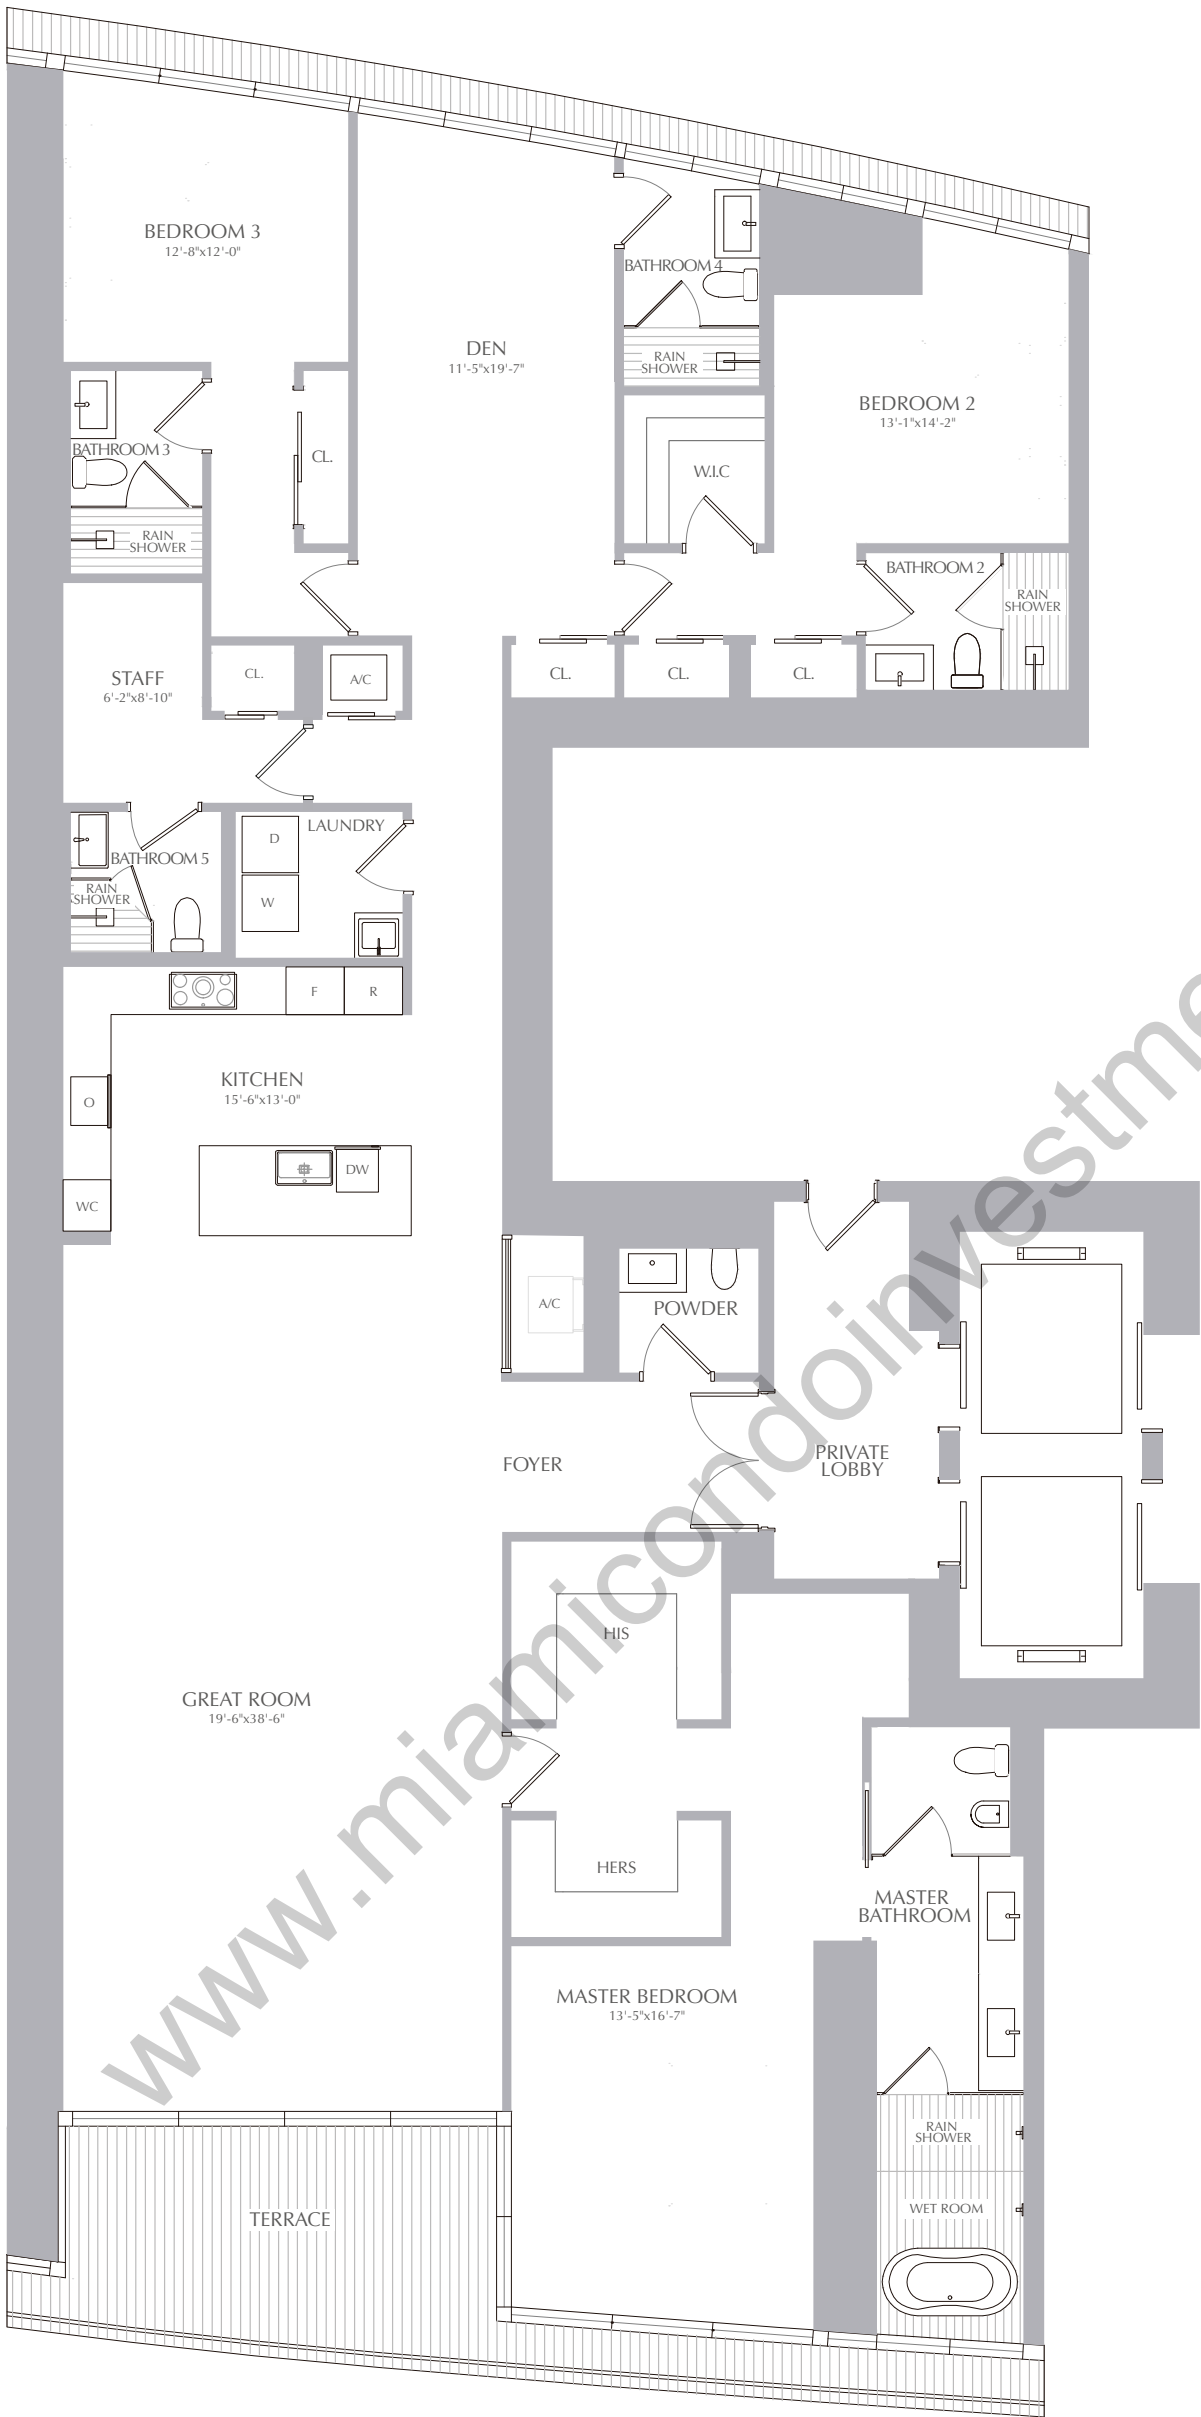 BEDROOM 3
12'-8"x12'-0"
BATHROOM 4
RAIN
SHOWER
DEN
11'-5"x19'-7"
BEDROOM 2
13'-1"x14'-2"
BATHROOM 3
CL.
W.I.C
RAIN
SHOWER
BATHROOM 2
RAIN
SHOWER
STAFF
6'-2"x8'-10"
CL.
A/C
CL.
CL.
CL.
LAUNDRY
D
BATHROOM 5
RAIN
SHOWER
W
F
R
KITCHEN
15'-6"x13'-0"
O
DW
WC
A/C
POWDER
FOYER
PRIVATE
LOBBY
HIS
GREAT ROOM
19'-6"x38'-6"
HERS
MASTER
BATHROOM
MASTER BEDROOM
13'-5"x16'-7"
RAIN
SHOWER
WET ROOM
TERRACE
www.miamicondoinvestme